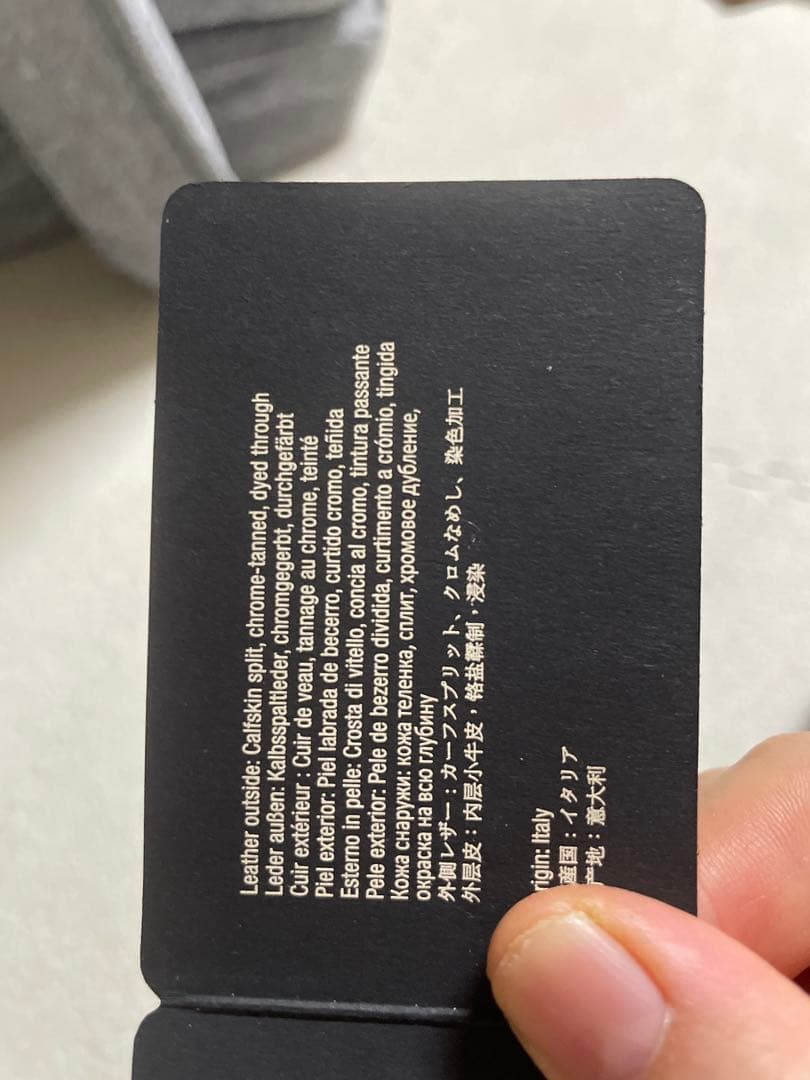 Leather outside: Calfskin split, chrome-tanned, dyed through
Leder außen: Kalbsspaltleder, chromgegerbt, durchgefärbt
Cuir extérieur : Cuir de veau, tannage au chrome, teinté
Piel exterior: Piel labrada de becerro, curtido cromo, teñida
Esterno in pelle: Crosta di vitello, concia al cromo, tintura passante
Pele exterior: Pele de bezerro dividida, curtimento a crómio, tingida
Кожа снаружи: кожа теленка, сплит, хромовое дубление,
окраска на всю глубину
外側レザー：カーフスプリット、クロムなめし、染色加工
外层皮：内层小牛皮，铬盐鞣制，浸染
rigin: Italy
産国：イタリア
产地：意大利